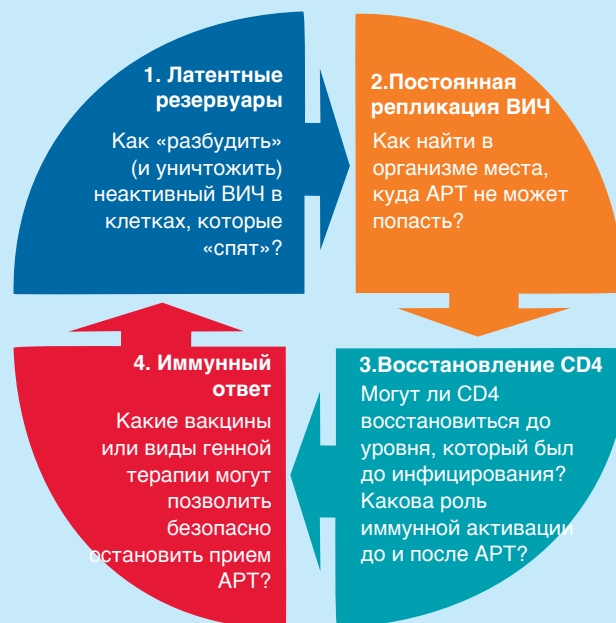 1. Латентные
резервуары
Как «разбудить»
(и уничтожить)
неактивный ВИЧ в
клетках, которые
«спят»?
2.Постоянная
репликация ВИЧ
Как найти в
организме места,
куда АРТ не может
попасть?
3.Восстановление CD4
Могут ли CD4
восстановиться до
уровня, который был
до инфицирования?
Какова роль
иммунной активации
до и после АРТ?
4. Иммунный
ответ
Какие вакцины
или виды генной
терапии могут
позволить
безопасно
остановить прием
АРТ?